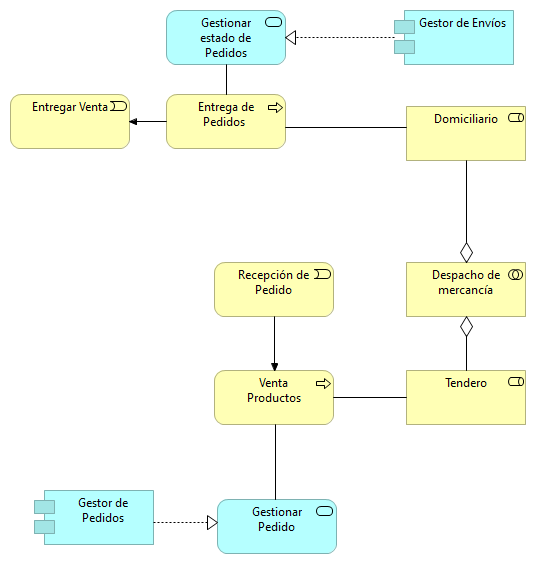 Gestionar
estado de
Pedidos
Gestor de Envíos
Entregar Venta
Entrega de
Pedidos
Domiciliario
Recepción de
Pedido
Despacho de
mercancía
Venta
Productos
Tendero
Gestor de
Pedidos
Gestionar
Pedido